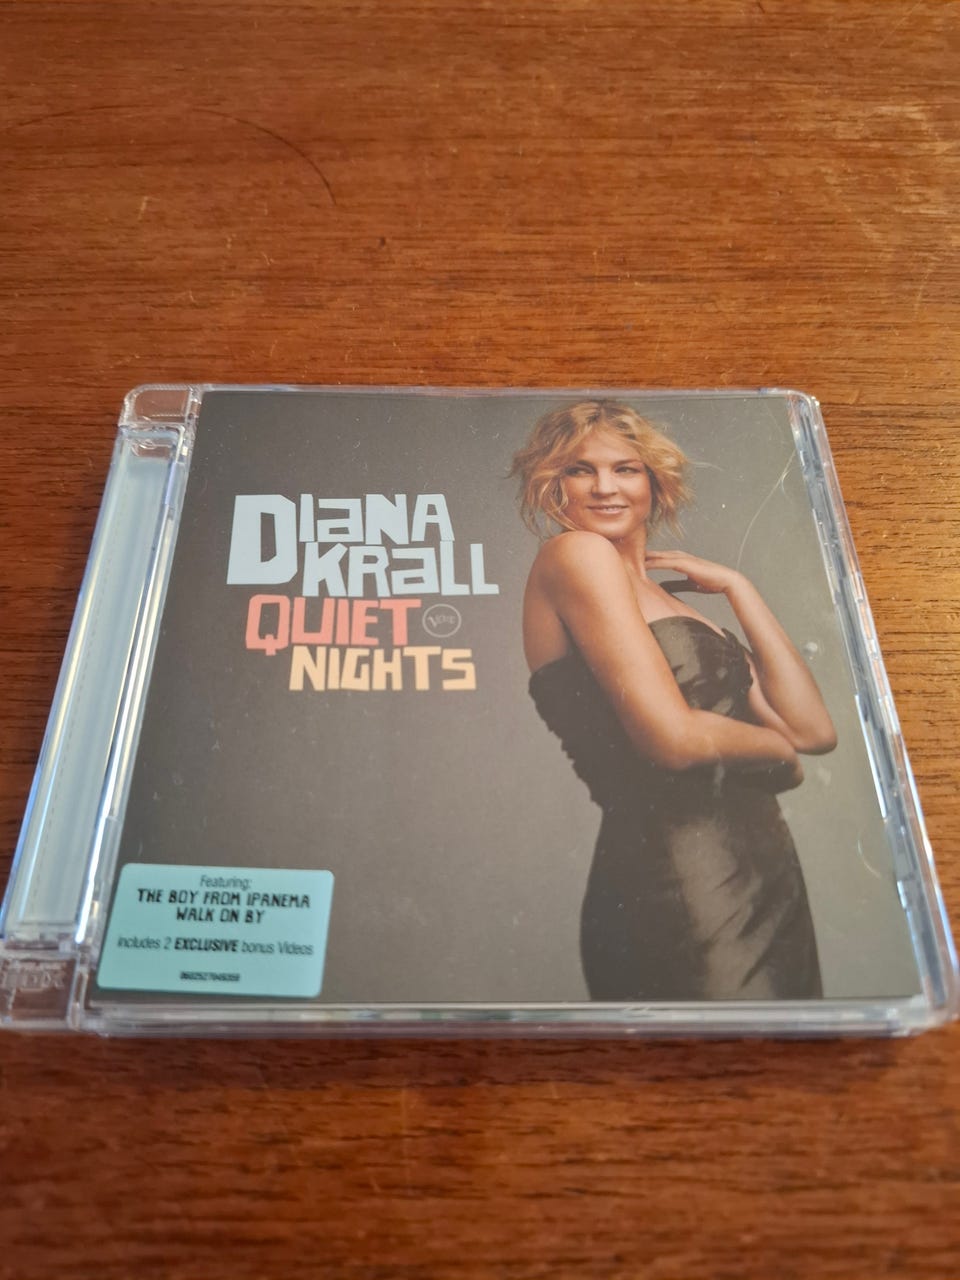 DIANA
KRALL
QUIET
VERVE
NIGHTS
Featuring:
THE BOY FROM IPANEMA
WALK ON BY
includes 2 EXCLUSIVE bonus Videos